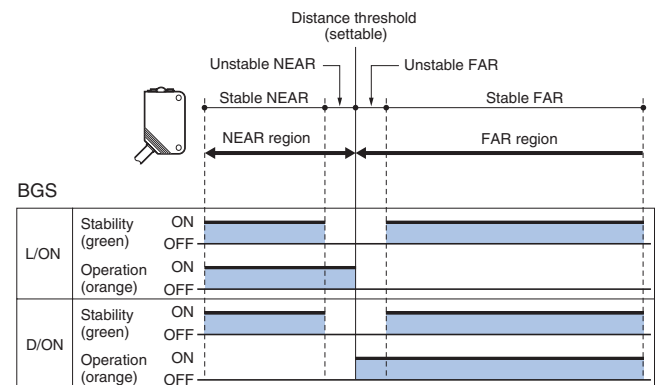 Distance threshold
(settable)
Unstable NEAR
Unstable FAR
Stable NEAR
Stable FAR
NEAR region
FAR region
BGS
L/ON
Stability
(green)
ON
OFF
Operation
(orange)
ON
OFF
D/ON
Stability
(green)
ON
OFF
Operation
(orange)
ON
OFF